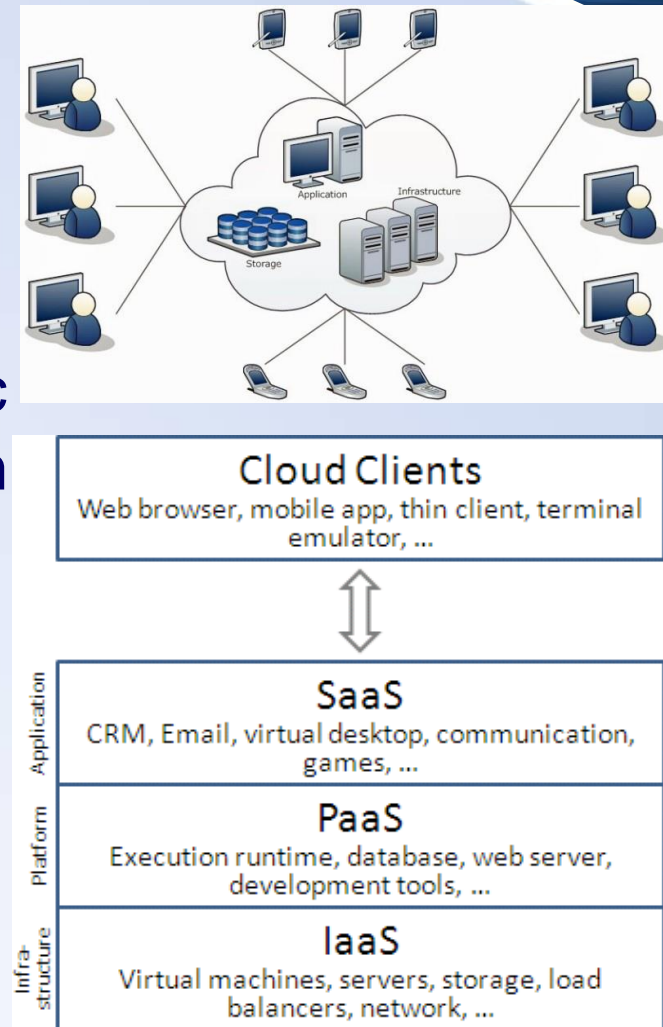 Application
Infrastructure
Storage
c
n
Cloud Clients
Web browser, mobile app, thin client, terminal
emulator, ...
Application
SaaS
CRM, Email, virtual desktop, communication,
games, ...
Platform
PaaS
Execution runtime, database, web server,
development tools, ...
Infra-
structure
IaaS
Virtual machines, servers, storage, load
balancers, network, ...